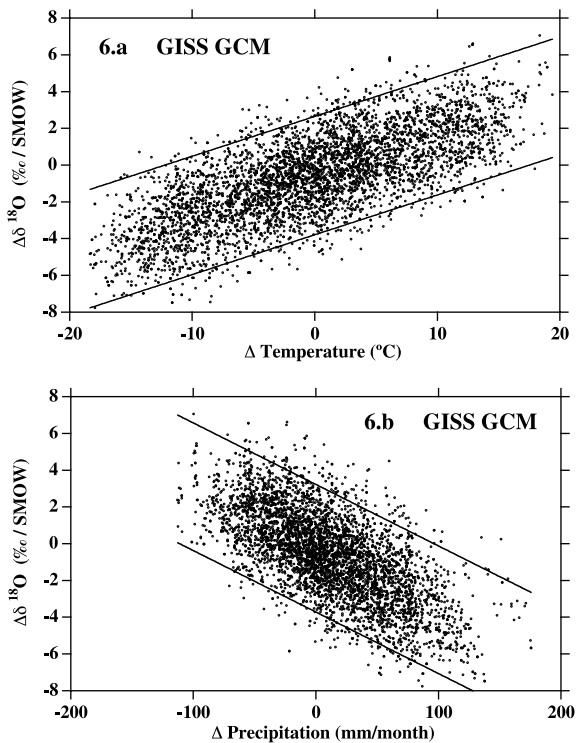 6.a GISS GCM
Δδ ¹⁸O (‰ / SMOW)
8
6
4
2
0
-2
-4
-6
-8
-20 -10 0 10 20
Δ Temperature (ºC)
6.b GISS GCM
Δδ ¹⁸O (‰ / SMOW)
8
6
4
2
0
-2
-4
-6
-8
-200 -100 0 100 200
Δ Precipitation (mm/month)